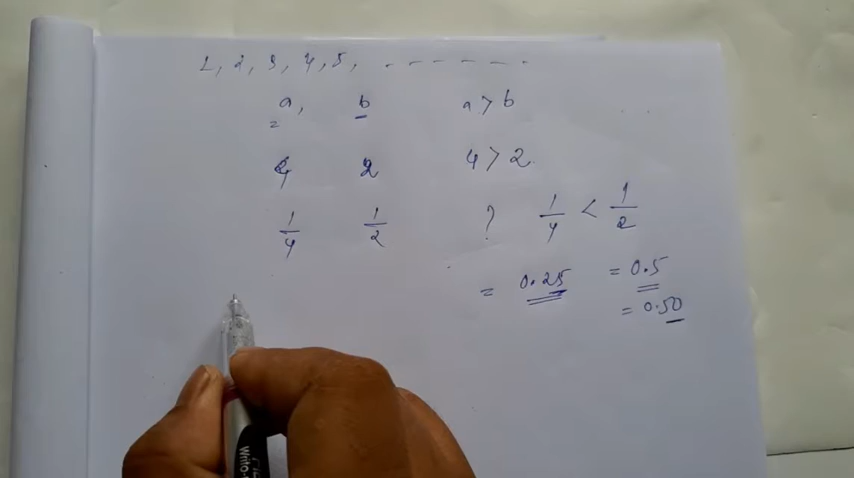 1, 2, 3, 4, 5, - - - - - - -
a, b a > b
4 2 4 > 2
1/4 1/2 ? 1/4 < 1/2
= 0.25 = 0.5
= 0.50